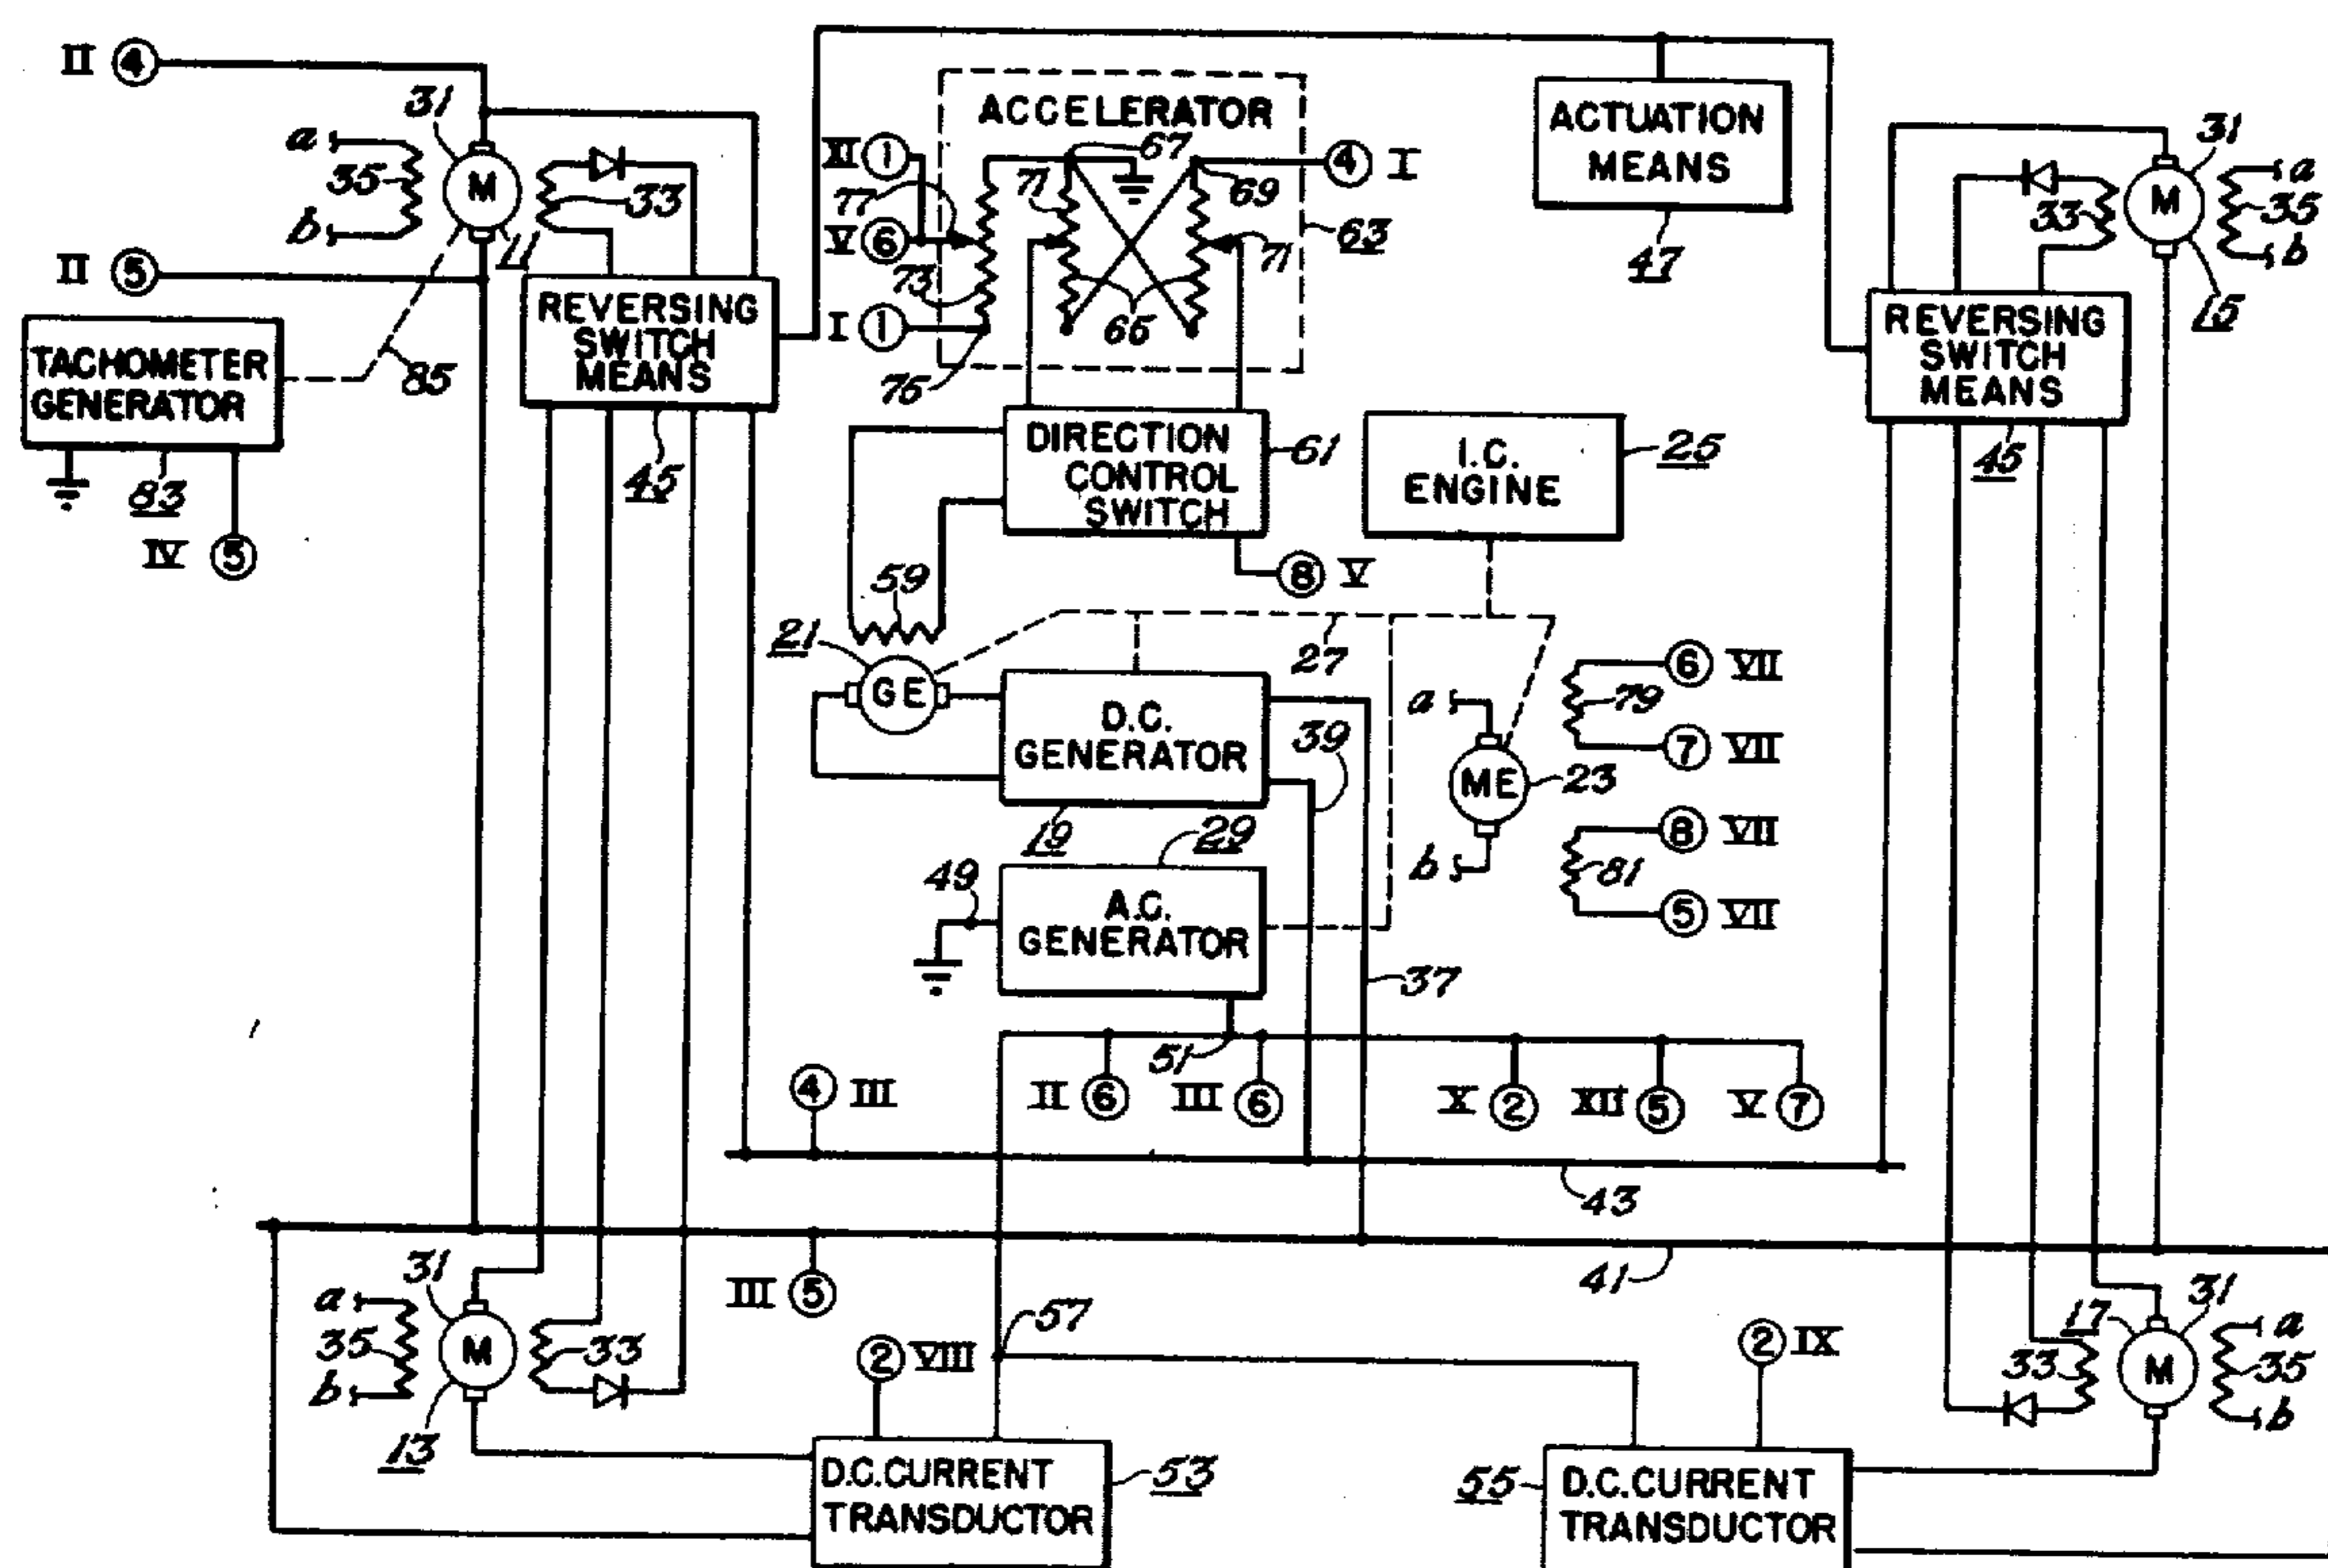 II ④
31
a
35
b
M
33
11
II ⑤
TACHOMETER
GENERATOR
85
83
IV ⑤
REVERSING
SWITCH
MEANS
45
ACCELERATOR
XI ①
67
④ I
77
71
69
V ⑥
71
63
73
65
I ①
75
ACTUATION
MEANS
47
31
a
33
M
35
b
15
REVERSING
SWITCH
MEANS
45
DIRECTION
CONTROL
SWITCH
61
I.C.
ENGINE
25
⑧ V
59
21
GE
27
D.C.
GENERATOR
19
39
a
ME
23
b
⑥ VII
79
⑦ VII
⑧ VII
81
⑤ VII
29
49
A.C.
GENERATOR
37
51
④ III
II ⑥
III ⑥
X ②
XII ⑤
V ⑦
43
41
III ⑤
31
a
35
b
M
33
13
57
② VIII
② IX
D.C. CURRENT
TRANSDUCTOR
53
55
D.C. CURRENT
TRANSDUCTOR
17
31
a
33
M
35
b